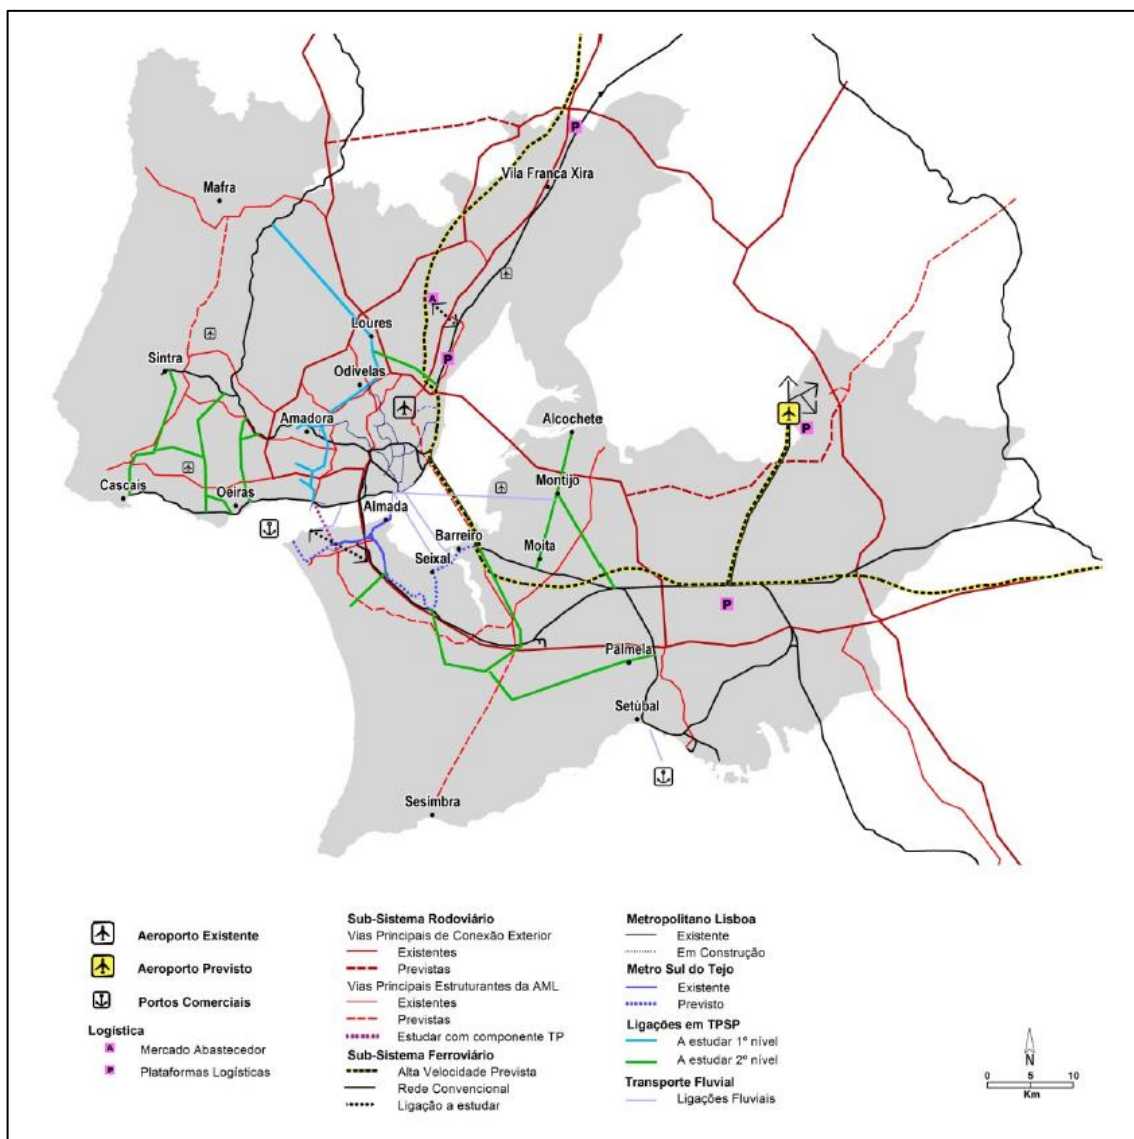 P
Vila Franca Xira
Mafra
A
Loures
P
Sintra
Odivelas
Amadora
Alcochete
P
Cascais
Oeiras
Montijo
Almada
Barreiro
Moita
Seixal
P
Palmela
Setúbal
Sesimbra
Aeroporto Existente
Aeroporto Previsto
Portos Comerciais
Logística
A Mercado Abastecedor
P Plataformas Logísticas
Sub-Sistema Rodoviário
Vias Principais de Conexão Exterior
Existentes
Previstas
Vias Principais Estruturantes da AML
Existentes
Previstas
Estudar com componente TP
Sub-Sistema Ferroviário
Alta Velocidade Prevista
Rede Convencional
Ligação a estudar
Metropolitano Lisboa
Existente
Em Construção
Metro Sul do Tejo
Existente
Previsto
Ligações em TPSP
A estudar 1º nível
A estudar 2º nível
Transporte Fluvial
Ligações Fluviais
N
0 5 10
Km